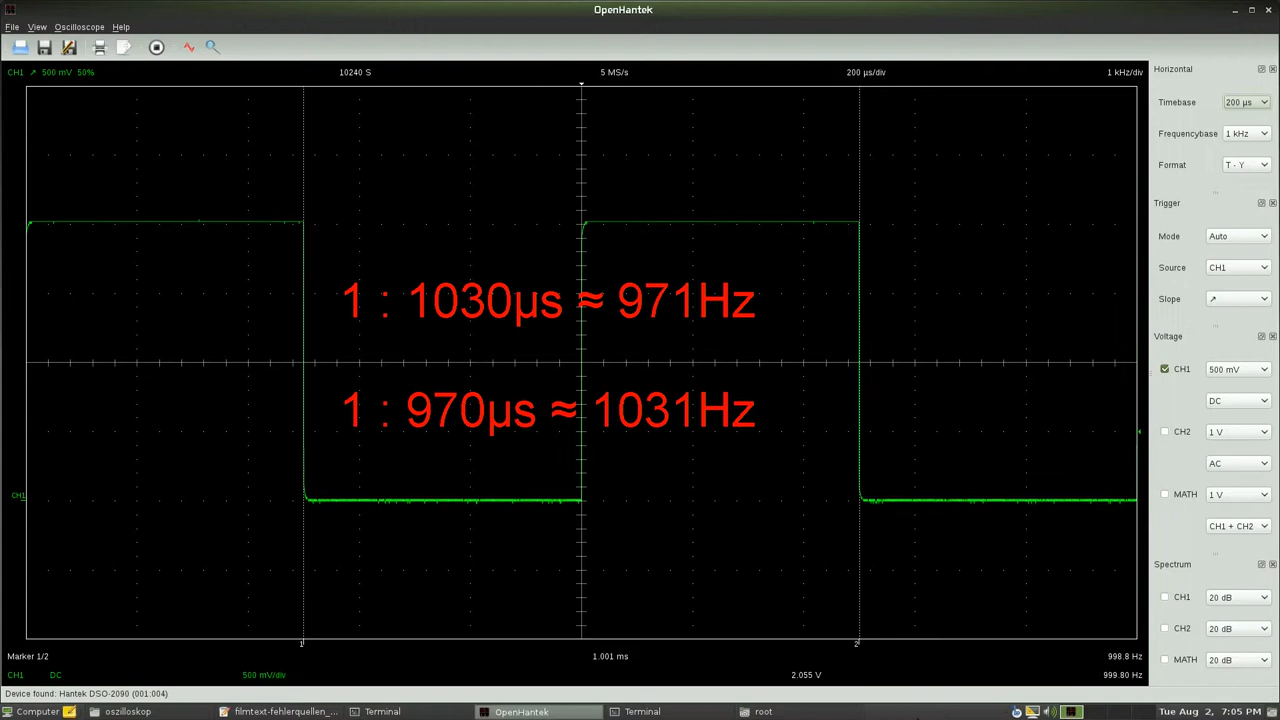 OpenHantek
File View Oscilloscope Help
CH1 ↗ 500 mV 50% 10240 S 5 MS/s 200 µs/div 1 kHz/div
Horizontal
Timebase 200 µs
Frequencybase 1 kHz
Format T - Y
Trigger
Mode Auto
Source CH1
Slope ↗
Voltage
CH1 500 mV
DC
CH2 1 V
AC
MATH 1 V
CH1 + CH2
Spectrum
CH1 20 dB
CH2 20 dB
MATH 20 dB
1 : 1030µs ≈ 971Hz
1 : 970µs ≈ 1031Hz
CH1
1 2
Marker 1/2 1.001 ms 998.8 Hz
CH1 DC 500 mV/div 2.055 V 999.80 Hz
Device found: Hantek DSO-2090 (001:004)
Computer oszilloskop filmtext-fehlerquellen_... Terminal OpenHantek Terminal root Tue Aug 2, 7:05 PM